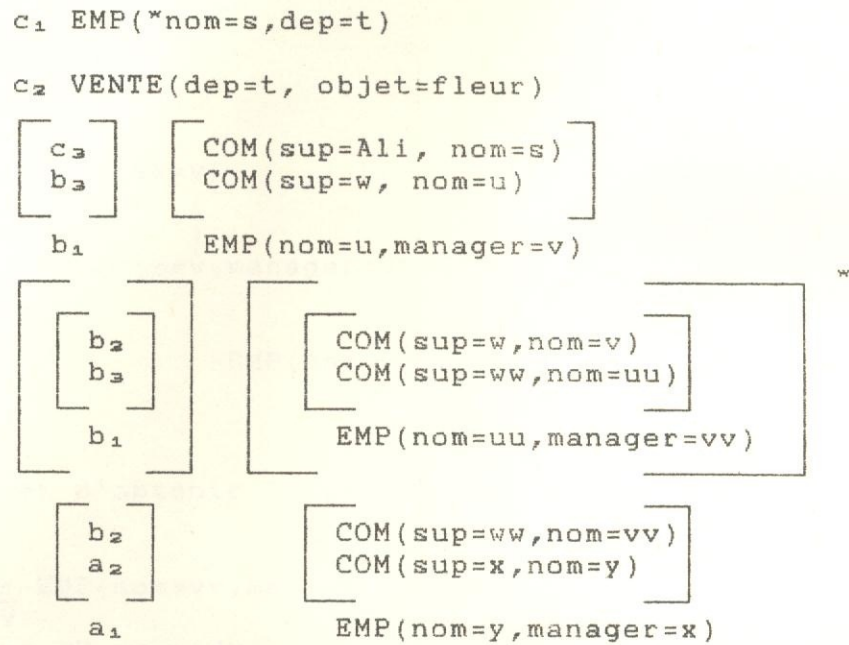 c₁ EMP(*nom=s,dep=t)
c₂ VENTE(dep=t, objet=fleur)
c₃ COM(sup=Ali, nom=s)
b₃ COM(sup=w, nom=u)
b₁ EMP(nom=u,manager=v)
*
b₂ COM(sup=w,nom=v)
b₃ COM(sup=ww,nom=uu)
b₁ EMP(nom=uu,manager=vv)
b₂ COM(sup=ww,nom=vv)
a₂ COM(sup=x,nom=y)
a₁ EMP(nom=y,manager=x)